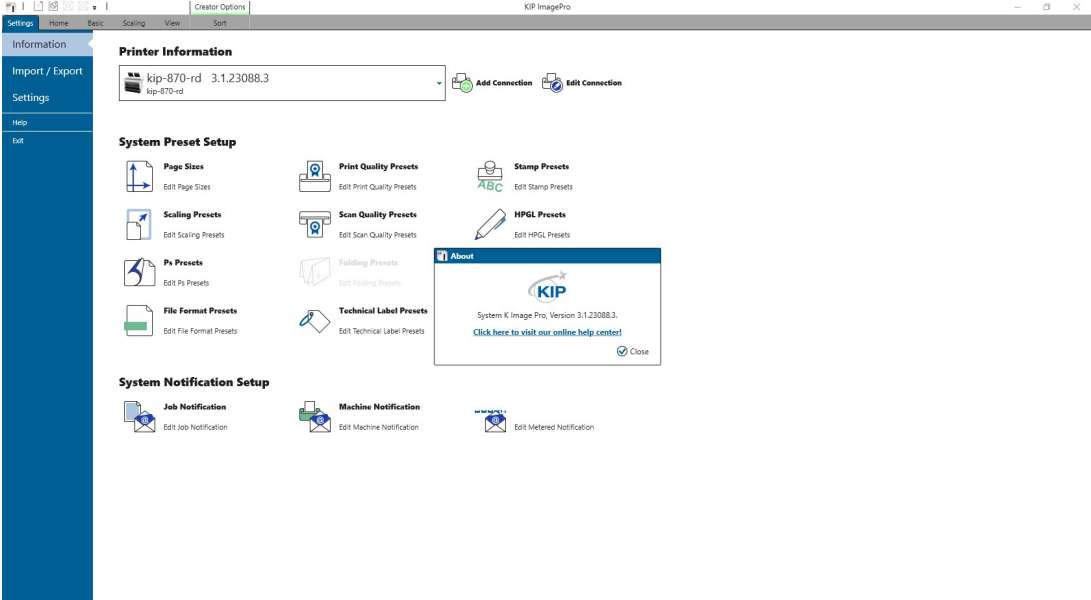 Creator Options
KIP ImagePro
Settings Home Basic Scaling View Sort
Information
Import / Export
Settings
Help
Exit
Printer Information
kip-870-rd 3.1.23088.3
kip-870-rd
Add Connection
Edit Connection
System Preset Setup
Page Sizes
Edit Page Sizes
Print Quality Presets
Edit Print Quality Presets
Stamp Presets
ABC
Edit Stamp Presets
Scaling Presets
Edit Scaling Presets
Scan Quality Presets
Edit Scan Quality Presets
HPGL Presets
Edit HPGL Presets
Ps Presets
Edit Ps Presets
Folding Presets
Edit Folding Presets
File Format Presets
Edit File Format Presets
Technical Label Presets
Edit Technical Label Presets
About
KIP
System K Image Pro, Version 3.1.23088.3.
Click here to visit our online help center!
Close
System Notification Setup
Job Notification
Edit Job Notification
Machine Notification
Edit Machine Notification
Edit Metered Notification